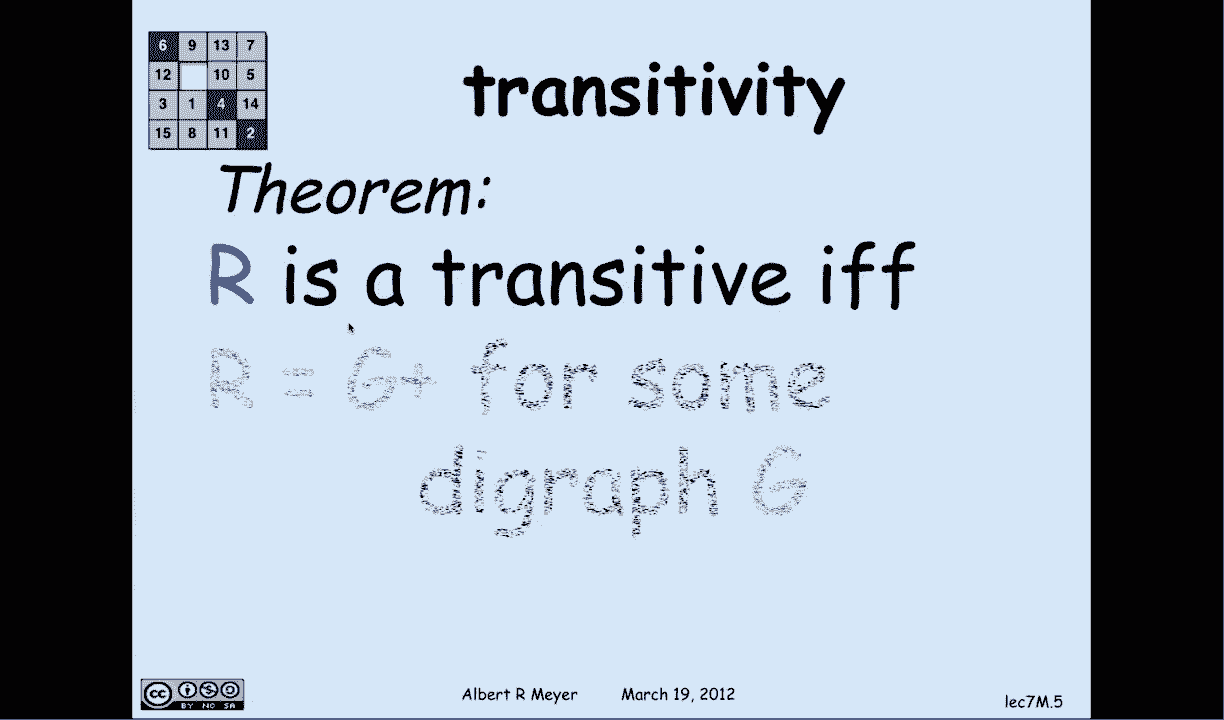 6 9 13 7
12 10 5
3 1 4 14
15 8 11 2
transitivity
Theorem:
R is a transitive iff
R = G+ for some
digraph G
CC BY NC SA
Albert R Meyer March 19, 2012
lec7M.5